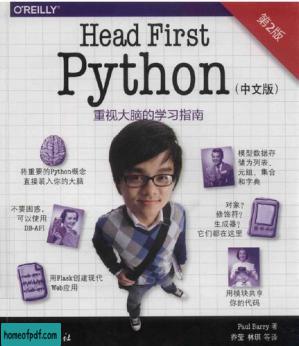 O'REILLY®
第2版
Head First
Python
(中文版)
重视大脑的学习指南
将重要的Python概念
直接装入你的大脑
模型数据存
储为列表、
元组、集合
和字典
不要困惑,
可以使用
DB-API
对象?
修饰符?
生成器?
它们都在这里
用Flask创建现代
Web应用
用模块共享
你的代码
Paul Barry 著
乔莹 林琪 等译
homeofpdf.com